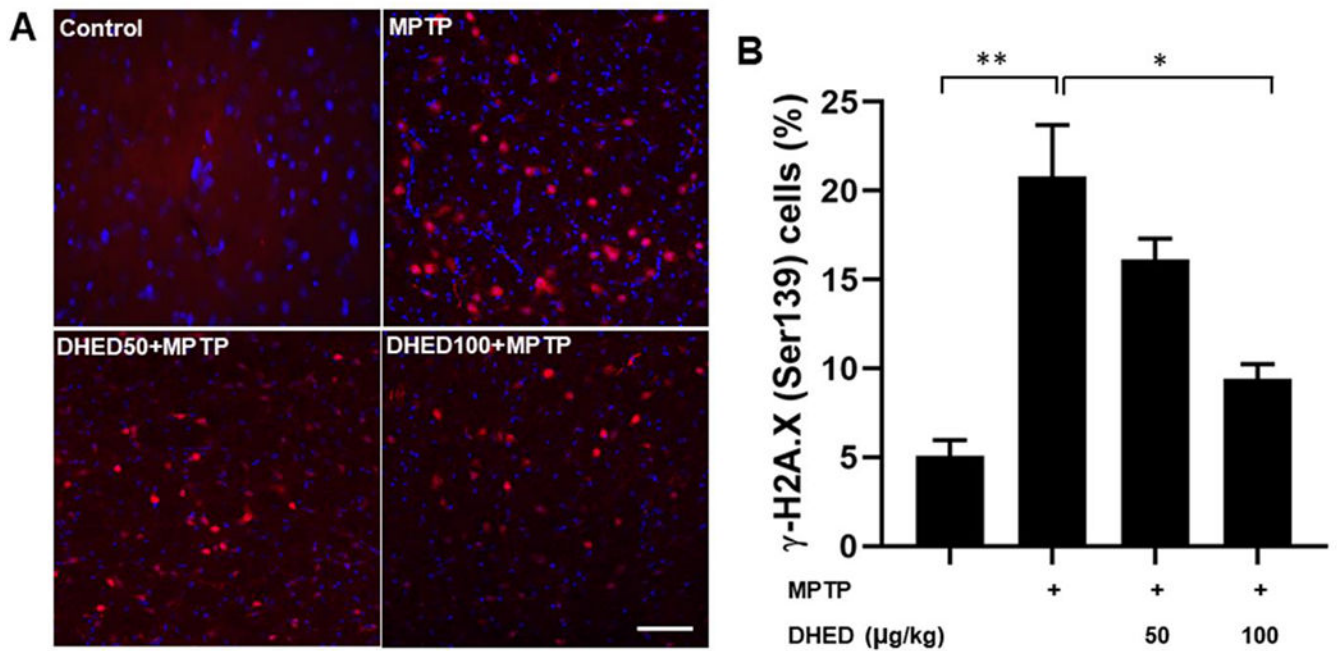 A
Control
MPTP
DHED50+MPTP
DHED100+MPTP
B
**
*
γ-H2A.X (Ser139) cells (%)
25
20
15
10
5
0
MPTP + + +
DHED (µg/kg) 50 100